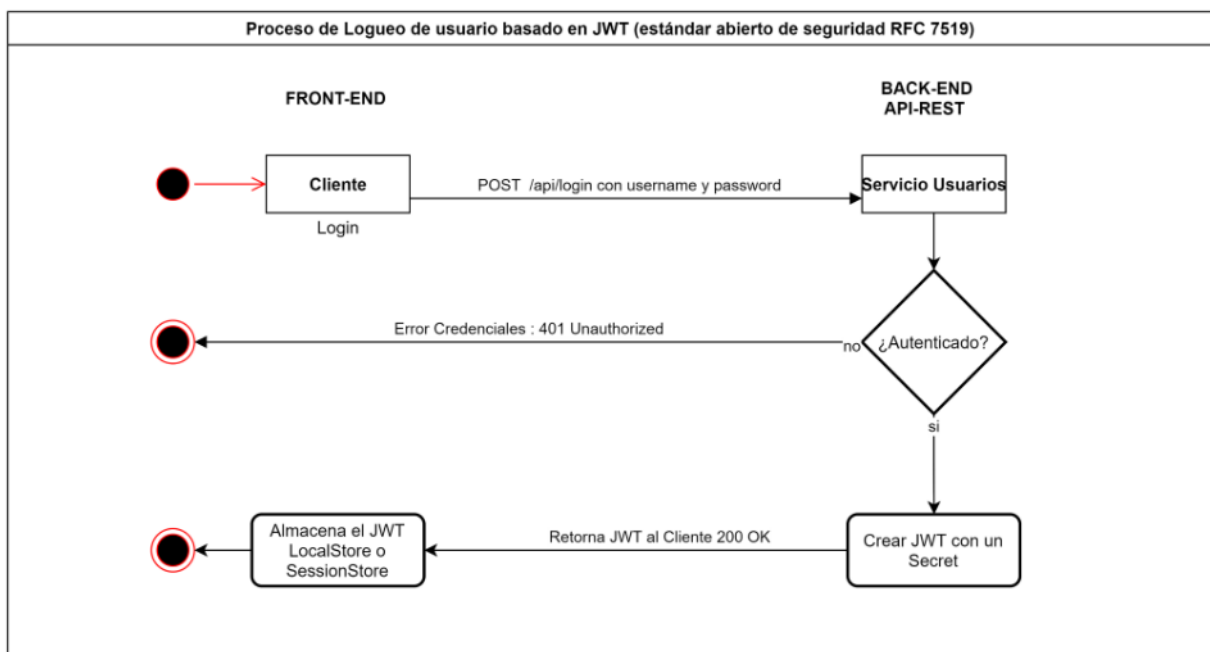 Proceso de Logueo de usuario basado en JWT (estándar abierto de seguridad RFC 7519)
FRONT-END
BACK-END
API-REST
Cliente
POST /api/login con username y password
Servicio Usuarios
Login
Error Credenciales : 401 Unauthorized
no
¿Autenticado?
si
Almacena el JWT
LocalStore o
SessionStore
Retorna JWT al Cliente 200 OK
Crear JWT con un
Secret